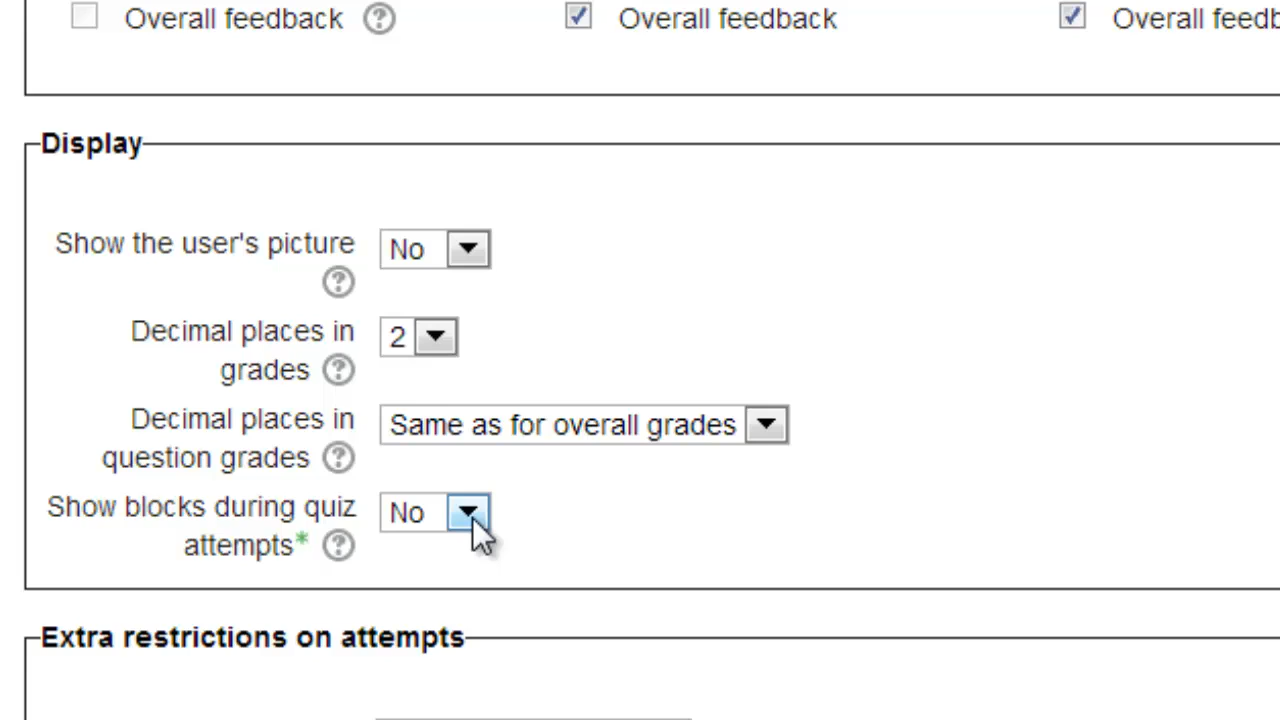 Overall feedback Overall feedback Overall feedb
Display
Show the user's picture No
Decimal places in
grades 2
Decimal places in
question grades Same as for overall grades
Show blocks during quiz
attempts* No
Extra restrictions on attempts